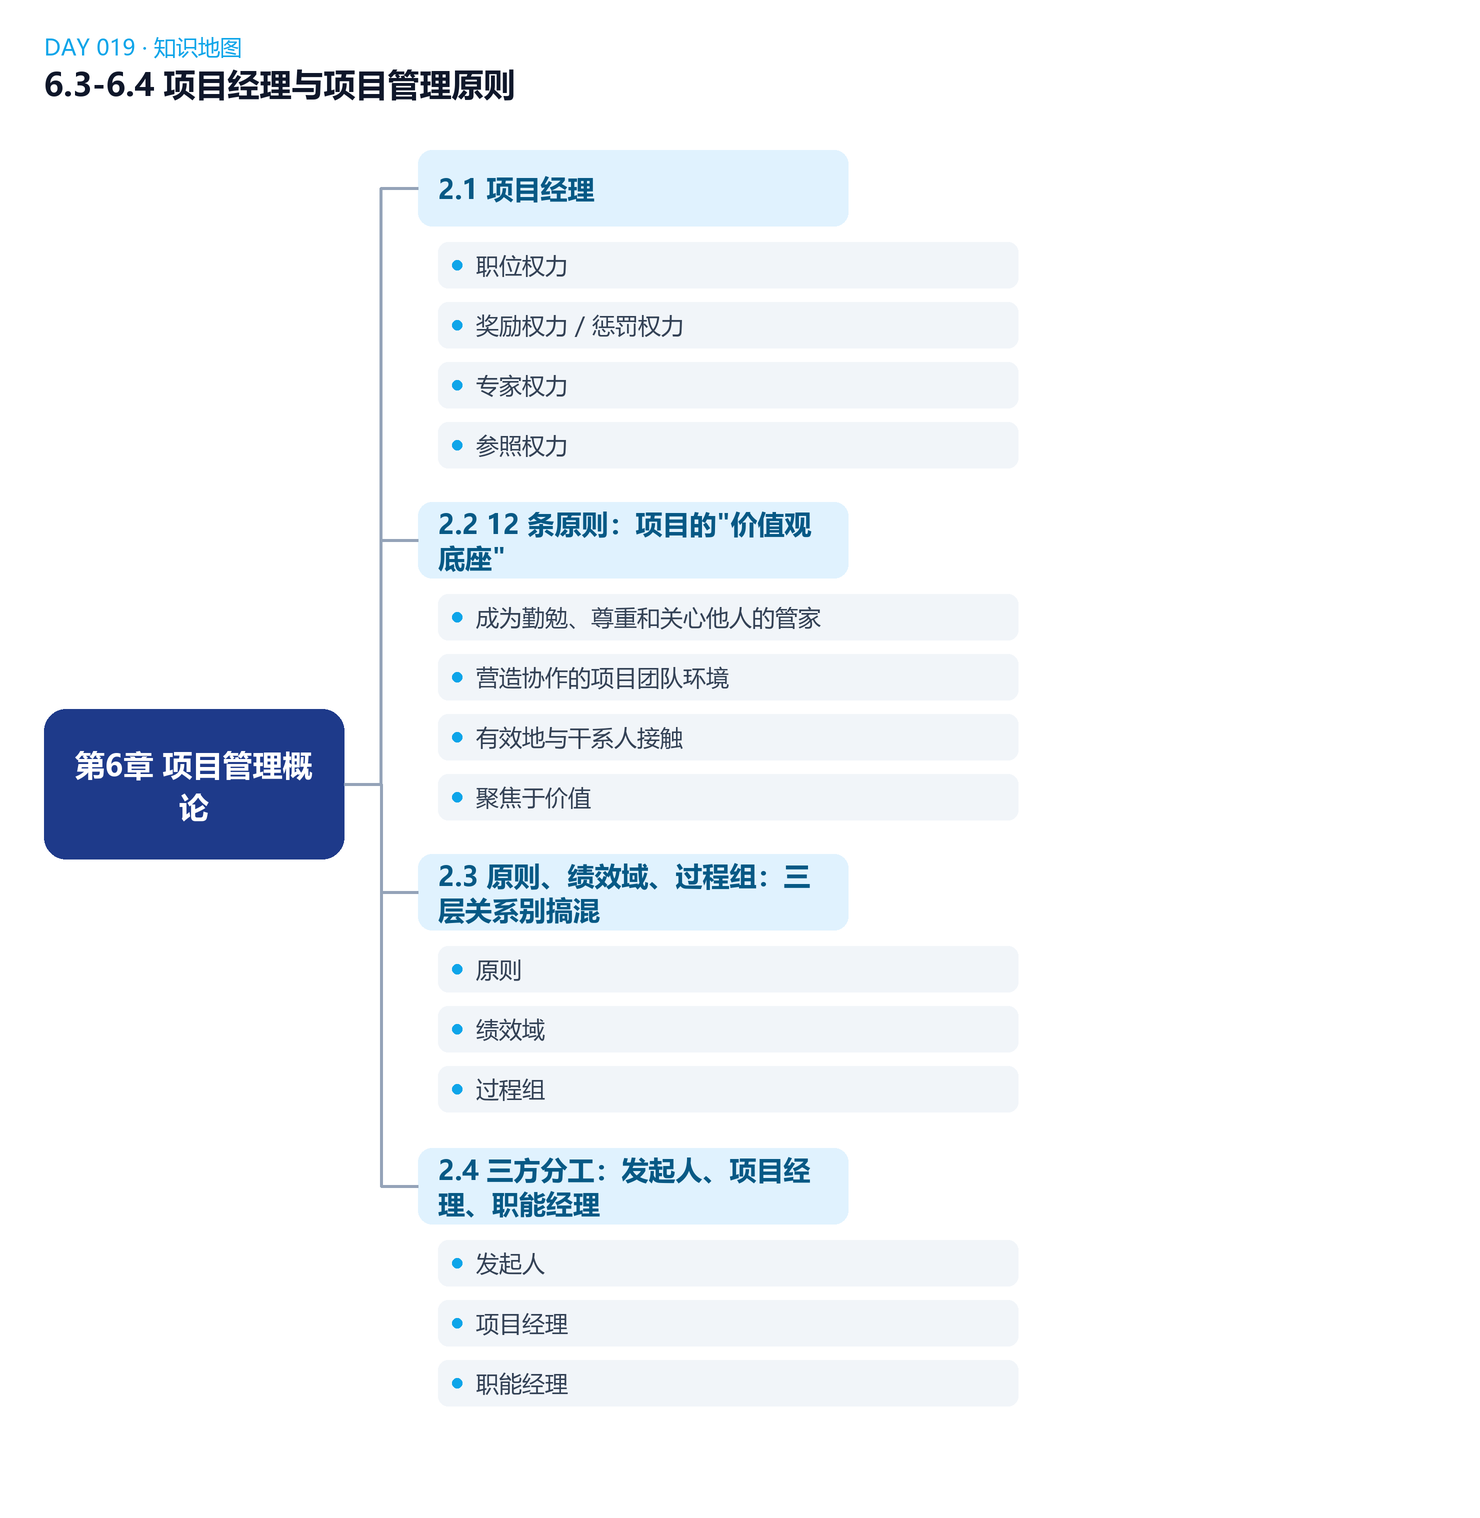 DAY 019 · 知识地图
6.3-6.4 项目经理与项目管理原则
2.1 项目经理
职位权力
奖励权力 / 惩罚权力
专家权力
参照权力
2.2 12 条原则：项目的"价值观
底座"
成为勤勉、尊重和关心他人的管家
营造协作的项目团队环境
有效地与干系人接触
聚焦于价值
第6章 项目管理概
论
2.3 原则、绩效域、过程组：三
层关系别搞混
原则
绩效域
过程组
2.4 三方分工：发起人、项目经
理、职能经理
发起人
项目经理
职能经理